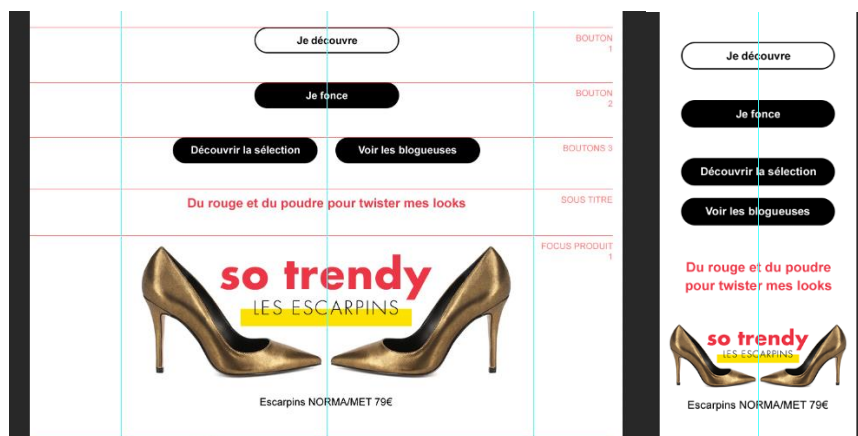 Je découvre
BOUTON
1
Je fonce
BOUTON
2
Découvrir la sélection
Voir les blogueuses
BOUTONS 3
Du rouge et du poudre pour twister mes looks
SOUS TITRE
FOCUS PRODUIT
1
so trendy
LES ESCARPINS
Escarpins NORMA/MET 79€
Je découvre
Je fonce
Découvrir la sélection
Voir les blogueuses
Du rouge et du poudre
pour twister mes looks
so trendy
LES ESCARPINS
Escarpins NORMA/MET 79€